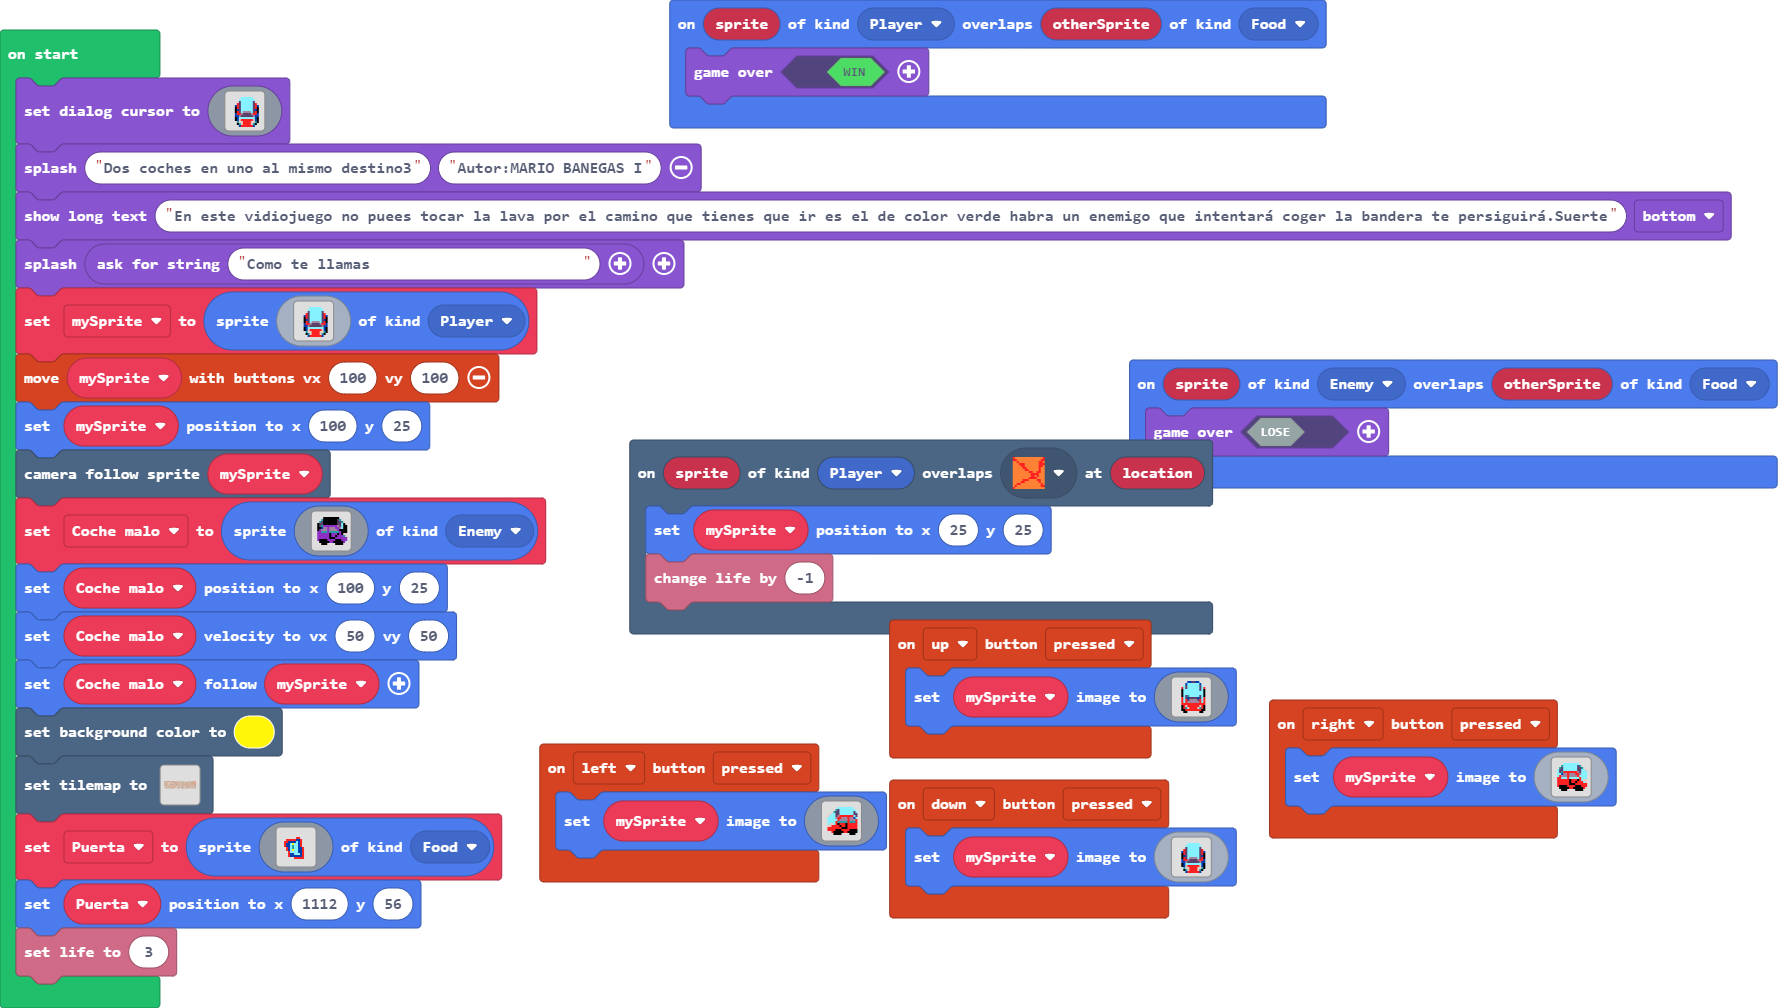 on start
set dialog cursor to
splash "Dos coches en uno al mismo destino3" "Autor:MARIO BANEGAS I"
show long text "En este vidiojuego no puees tocar la lava por el camino que tienes que ir es el de color verde habra un enemigo que intentará coger la bandera te persiguirá.Suerte" bottom
splash ask for string "Como te llamas "
set mySprite to sprite of kind Player
move mySprite with buttons vx 100 vy 100
set mySprite position to x 100 y 25
camera follow sprite mySprite
set Coche malo to sprite of kind Enemy
set Coche malo position to x 100 y 25
set Coche malo velocity to vx 50 vy 50
set Coche malo follow mySprite
set background color to
set tilemap to
set Puerta to sprite of kind Food
set Puerta position to x 1112 y 56
set life to 3
on sprite of kind Player overlaps otherSprite of kind Food
game over WIN
on sprite of kind Enemy overlaps otherSprite of kind Food
game over LOSE
on sprite of kind Player overlaps at location
set mySprite position to x 25 y 25
change life by -1
on up button pressed
set mySprite image to
on right button pressed
set mySprite image to
on left button pressed
set mySprite image to
on down button pressed
set mySprite image to